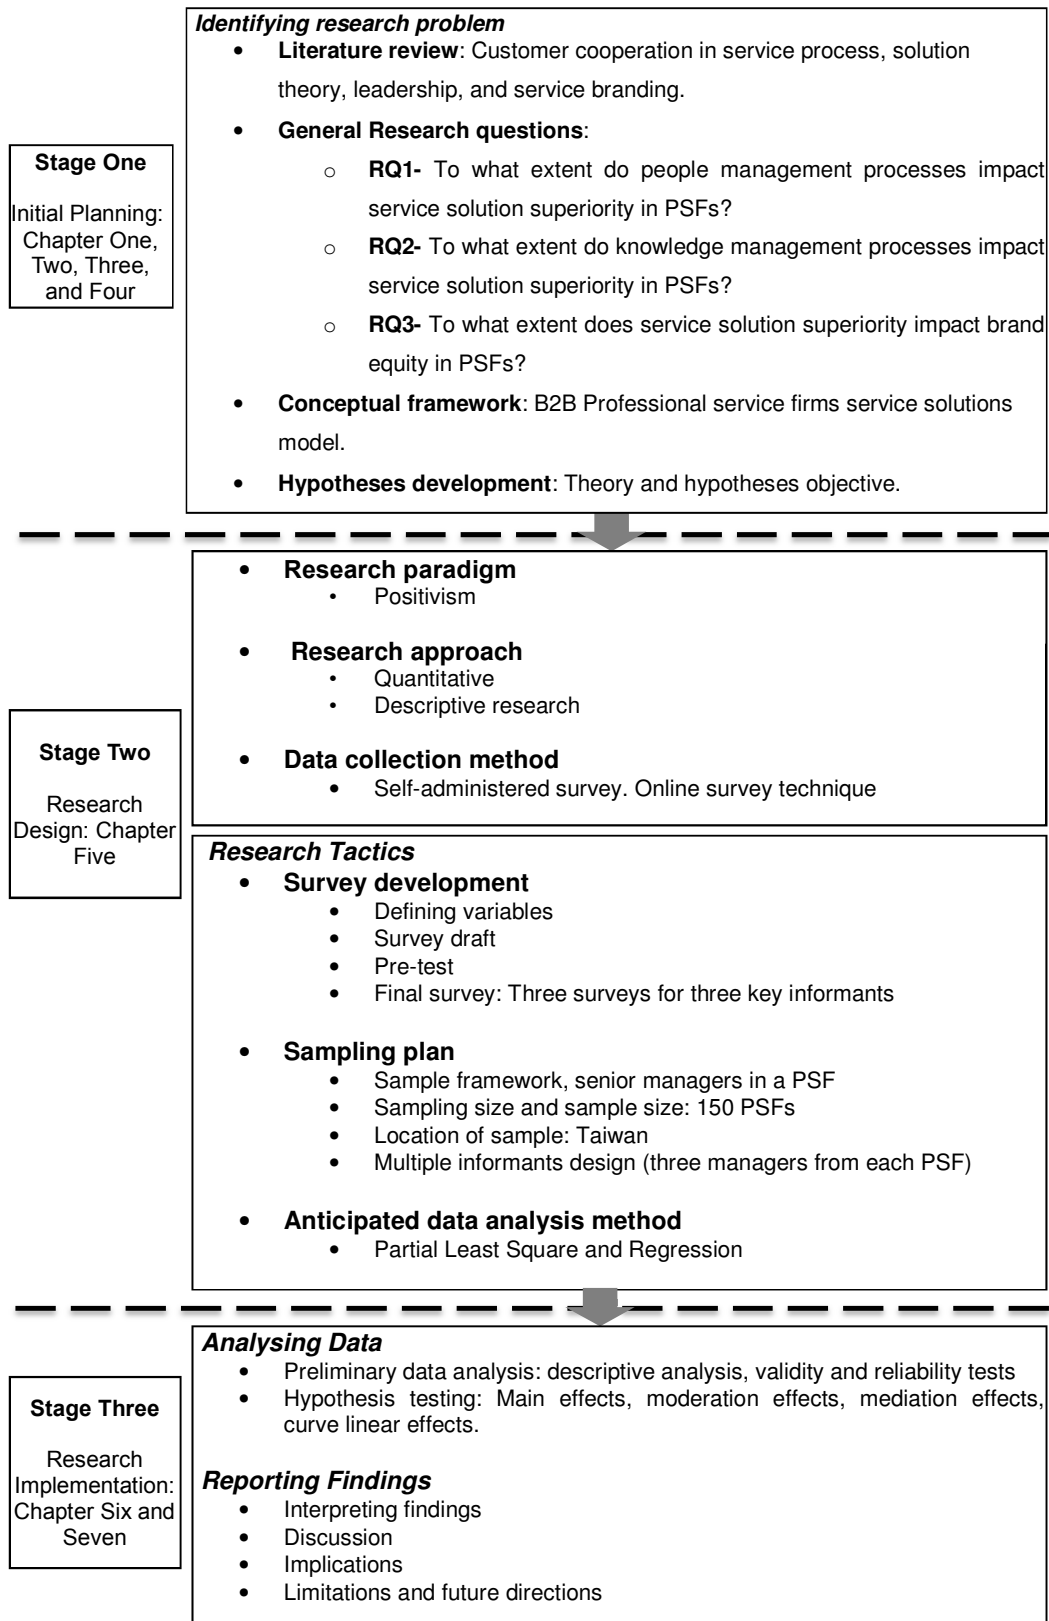 Identifying research problem
• Literature review: Customer cooperation in service process, solution
theory, leadership, and service branding.
• General Research questions:
○ RQ1- To what extent do people management processes impact
service solution superiority in PSFs?
○ RQ2- To what extent do knowledge management processes impact
service solution superiority in PSFs?
○ RQ3- To what extent does service solution superiority impact brand
equity in PSFs?
• Conceptual framework: B2B Professional service firms service solutions
model.
• Hypotheses development: Theory and hypotheses objective.
Stage One
Initial Planning:
Chapter One,
Two, Three,
and Four
• Research paradigm
• Positivism
• Research approach
• Quantitative
• Descriptive research
• Data collection method
• Self-administered survey. Online survey technique
Stage Two
Research
Design: Chapter
Five
Research Tactics
• Survey development
• Defining variables
• Survey draft
• Pre-test
• Final survey: Three surveys for three key informants
• Sampling plan
• Sample framework, senior managers in a PSF
• Sampling size and sample size: 150 PSFs
• Location of sample: Taiwan
• Multiple informants design (three managers from each PSF)
• Anticipated data analysis method
• Partial Least Square and Regression
Analysing Data
• Preliminary data analysis: descriptive analysis, validity and reliability tests
• Hypothesis testing: Main effects, moderation effects, mediation effects,
curve linear effects.
Stage Three
Research
Implementation:
Chapter Six and
Seven
Reporting Findings
• Interpreting findings
• Discussion
• Implications
• Limitations and future directions